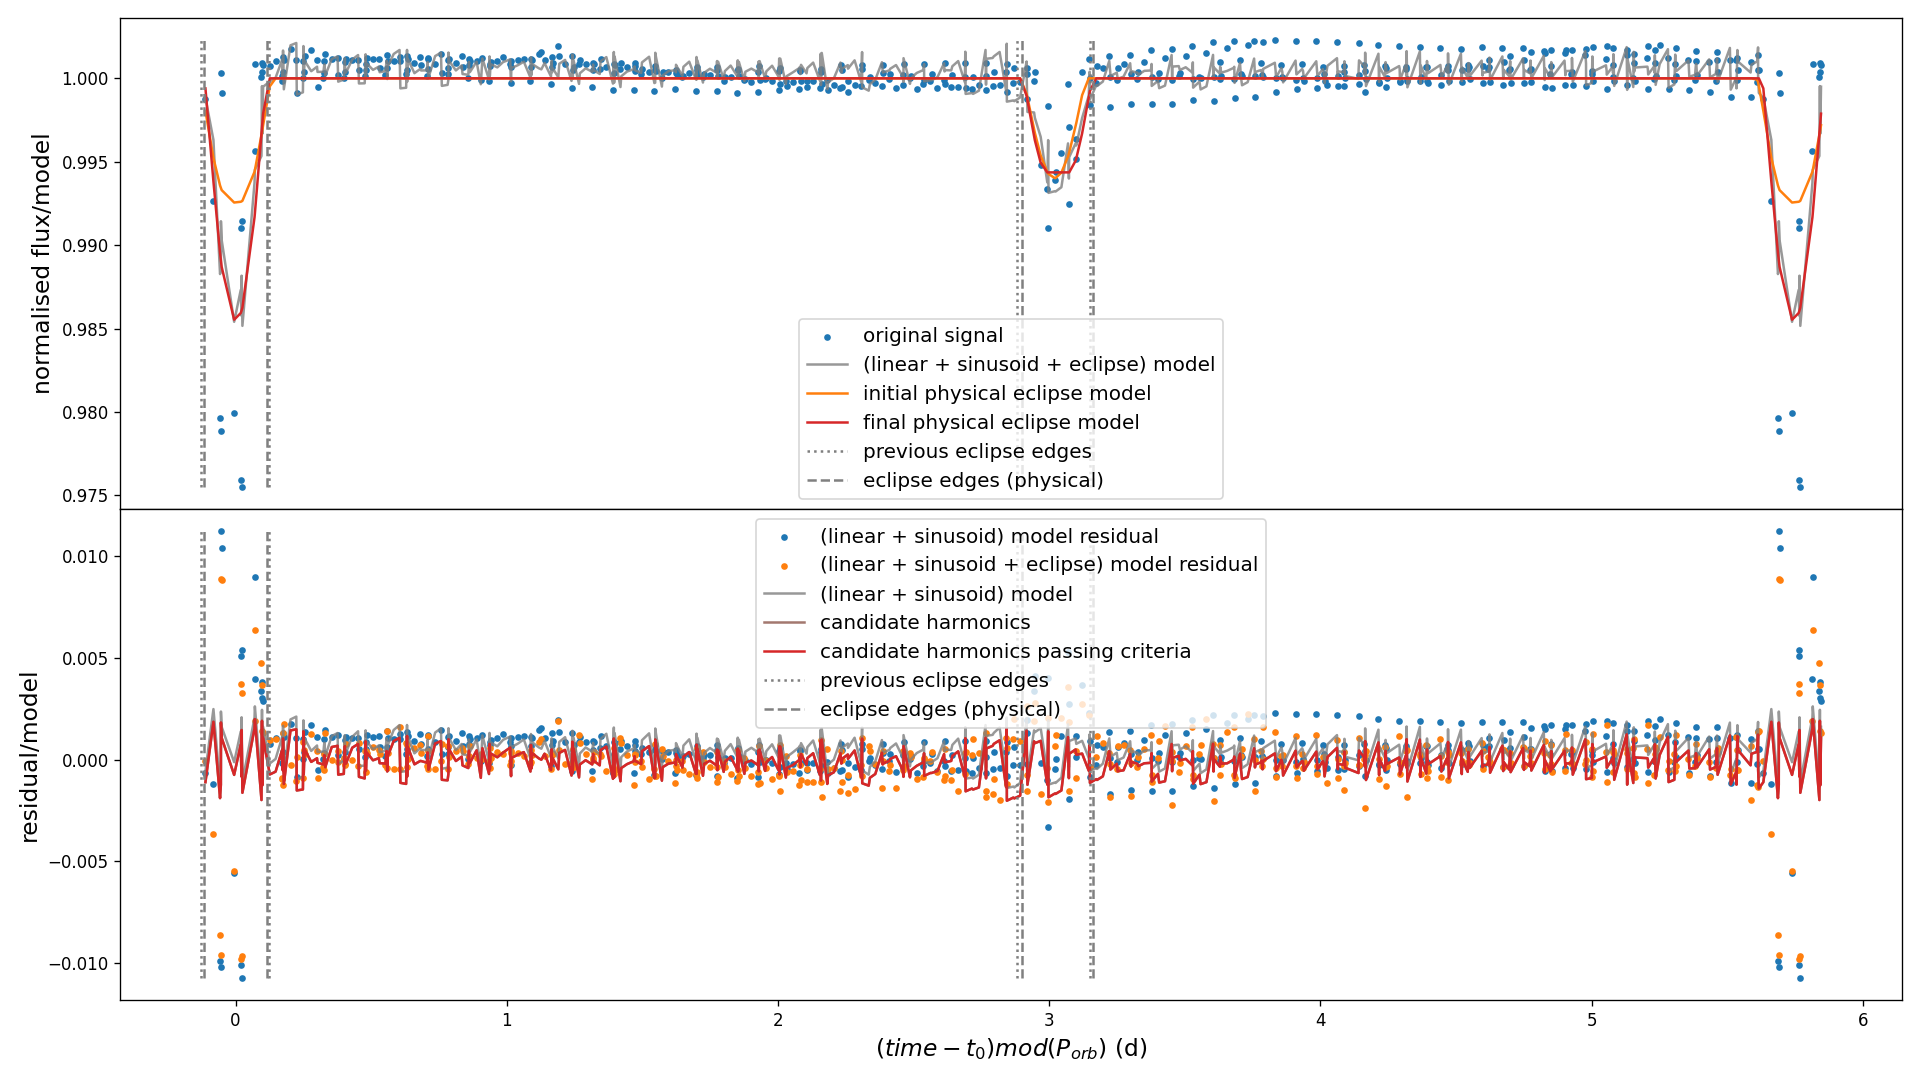 normalised flux/model
1.000
0.995
0.990
0.985
0.980
0.975
original signal
(linear + sinusoid + eclipse) model
initial physical eclipse model
final physical eclipse model
previous eclipse edges
eclipse edges (physical)
residual/model
0.010
0.005
0.000
−0.005
−0.010
(linear + sinusoid) model residual
(linear + sinusoid + eclipse) model residual
(linear + sinusoid) model
candidate harmonics
candidate harmonics passing criteria
previous eclipse edges
eclipse edges (physical)
0 1 2 3 4 5 6
(time − t₀)mod(P_orb) (d)